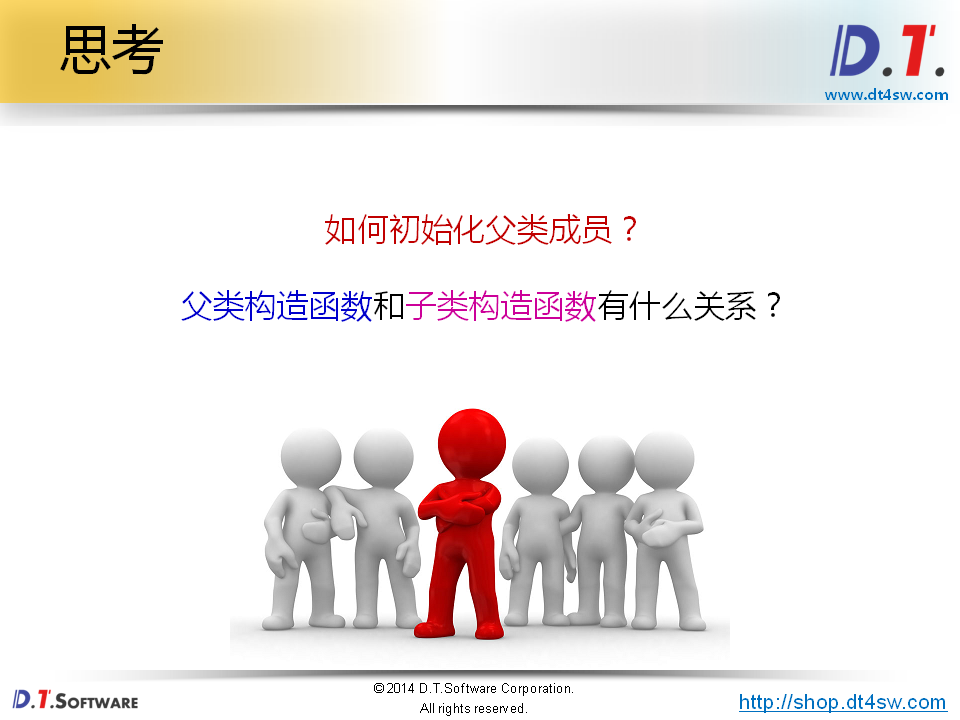 思考
D.T.
www.dt4sw.com
如何初始化父类成员？
父类构造函数和子类构造函数有什么关系？
D.T.SOFTWARE
©2014 D.T.Software Corporation.
All rights reserved.
http://shop.dt4sw.com